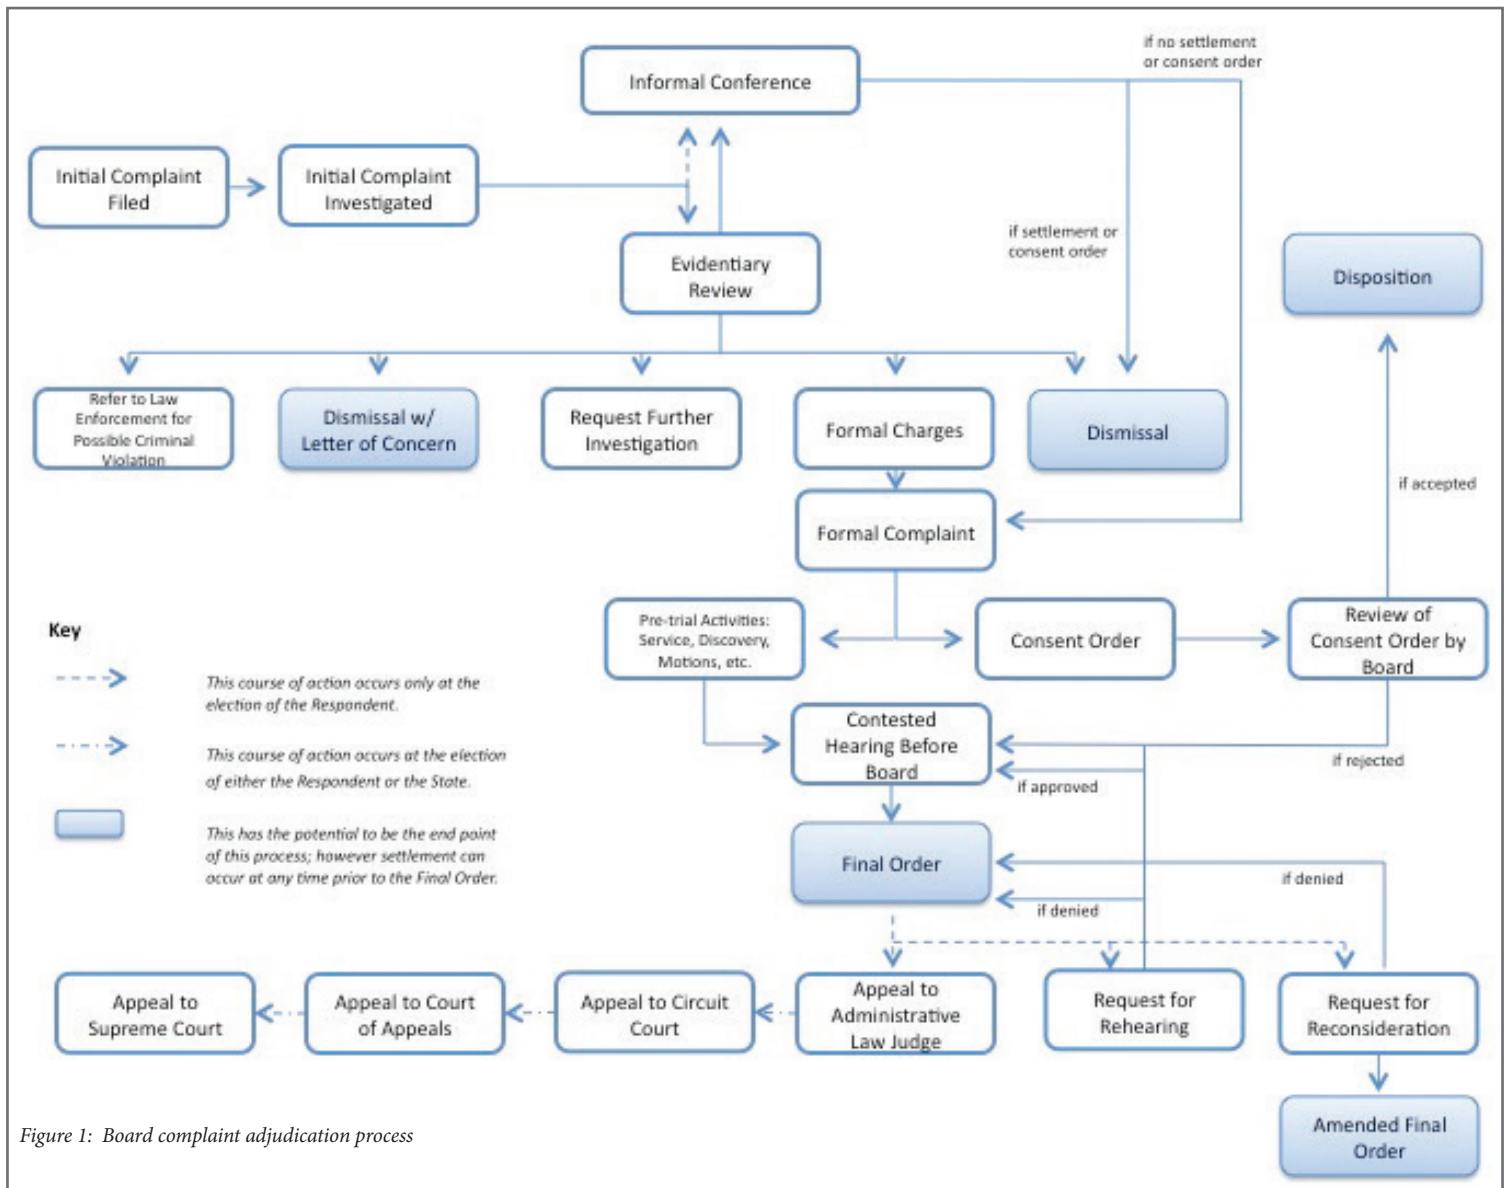 if no settlement
or consent order
Informal Conference
Initial Complaint
Filed
Initial Complaint
Investigated
if settlement or
consent order
Evidentiary
Review
Disposition
Refer to Law
Enforcement for
Possible Criminal
Violation
Dismissal w/
Letter of Concern
Request Further
Investigation
Formal Charges
Dismissal
if accepted
Formal Complaint
Pre-trial Activities:
Service, Discovery,
Motions, etc.
Consent Order
Review of
Consent Order by
Board
Key
This course of action occurs only at the
election of the Respondent.
This course of action occurs at the election
of either the Respondent or the State.
This has the potential to be the end point
of this process; however settlement can
occur at any time prior to the Final Order.
Contested
Hearing Before
Board
if rejected
if approved
Final Order
if denied
if denied
Appeal to
Supreme Court
Appeal to Court
of Appeals
Appeal to Circuit
Court
Appeal to
Administrative
Law Judge
Request for
Rehearing
Request for
Reconsideration
Amended Final
Order
Figure 1: Board complaint adjudication process